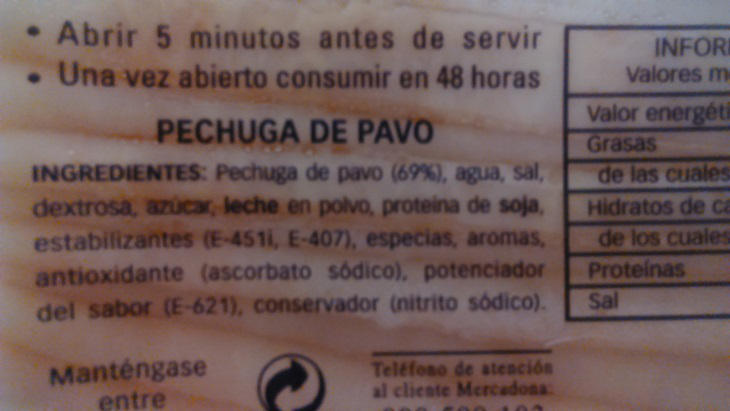 • Abrir 5 minutos antes de servir
• Una vez abierto consumir en 48 horas
PECHUGA DE PAVO
INGREDIENTES: Pechuga de pavo (69%), agua, sal,
dextrosa, azúcar, leche en polvo, proteína de soja,
estabilizantes (E-451i, E-407), especias, aromas,
antioxidante (ascorbato sódico), potenciador
del sabor (E-621), conservador (nitrito sódico).
Manténgase
entre
Teléfono de atención
al cliente Mercadona:
INFOR
Valores m
Valor energéti
Grasas
de las cuales
Hidratos de ca
de los cuales
Proteínas
Sal